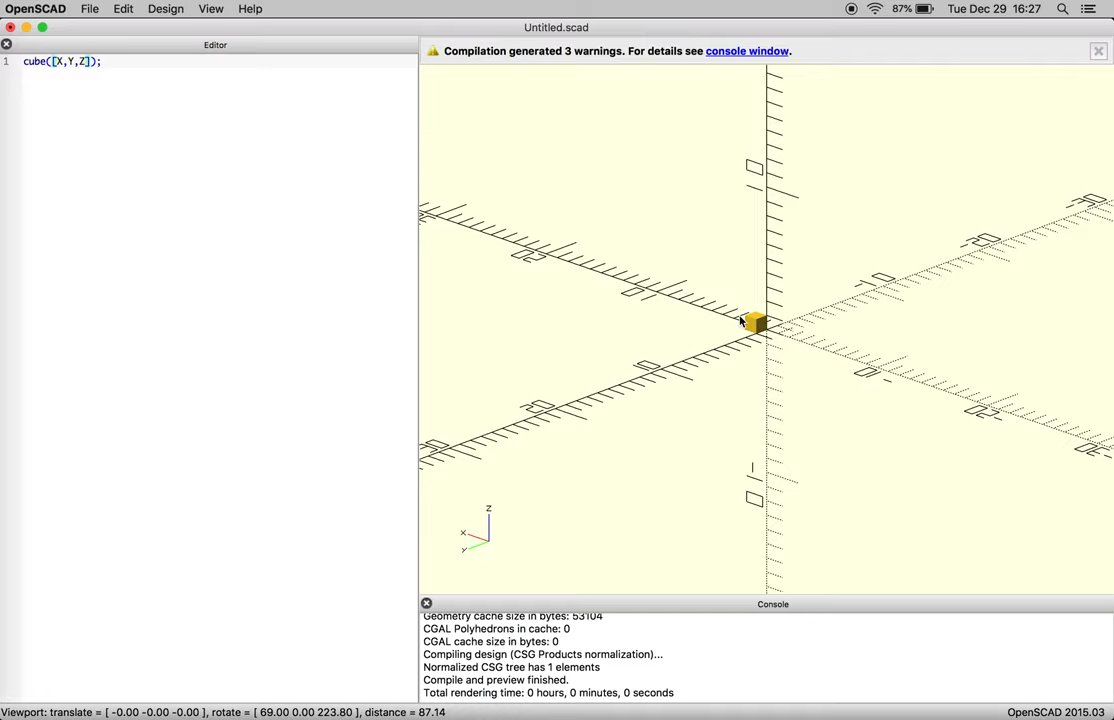 OpenSCAD File Edit Design View Help 87% Tue Dec 29 16:27
Untitled.scad
Editor
1 cube([X,Y,Z]);
Compilation generated 3 warnings. For details see console window.
Z
X
Y
Console
Geometry cache size in bytes: 53104
CGAL Polyhedrons in cache: 0
CGAL cache size in bytes: 0
Compiling design (CSG Products normalization)...
Normalized CSG tree has 1 elements
Compile and preview finished.
Total rendering time: 0 hours, 0 minutes, 0 seconds
Viewport: translate = [ -0.00 -0.00 -0.00 ], rotate = [ 69.00 0.00 223.80 ], distance = 87.14
OpenSCAD 2015.03